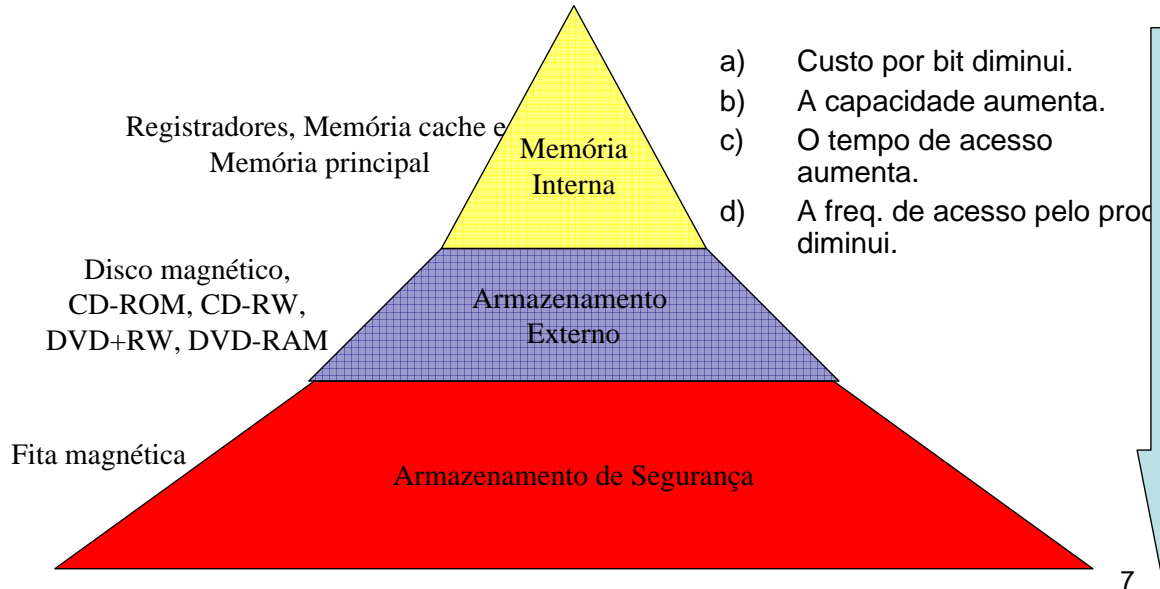 Registradores, Memória cache e
Memória principal
Memória
Interna
a) Custo por bit diminui.
b) A capacidade aumenta.
c) O tempo de acesso
aumenta.
d) A freq. de acesso pelo proc
diminui.
Disco magnético,
CD-ROM, CD-RW,
DVD+RW, DVD-RAM
Armazenamento
Externo
Fita magnética
Armazenamento de Segurança
7